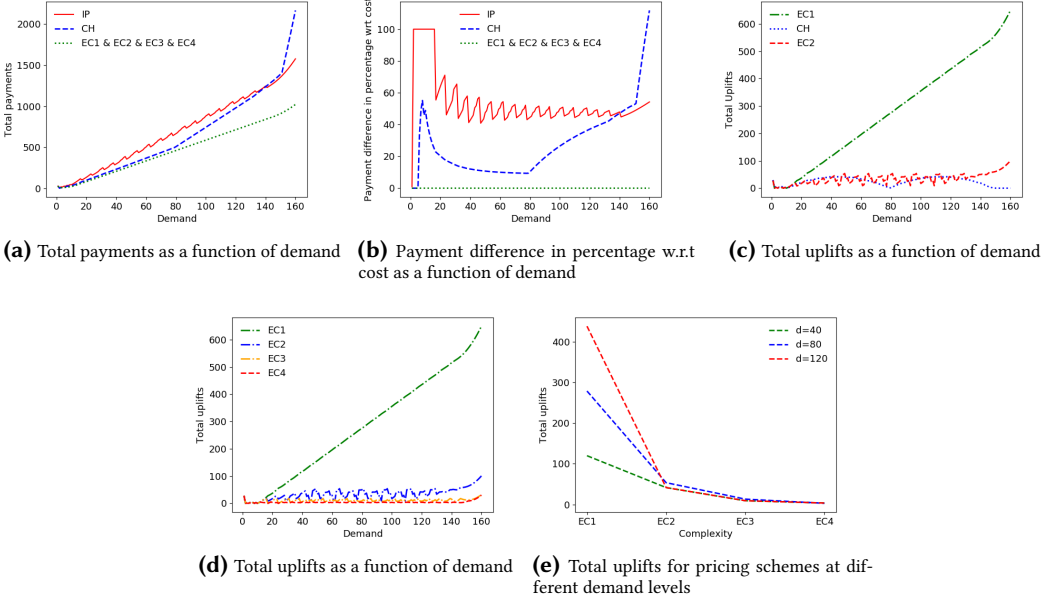 2000
1500
1000
500
0
Total payments
IP
CH
EC1 & EC2 & EC3 & EC4
0 20 40 60 80 100 120 140 160
Demand
(a) Total payments as a function of demand
100
80
60
40
20
0
Payment difference in percentage wrt cost
IP
CH
EC1 & EC2 & EC3 & EC4
0 20 40 60 80 100 120 140 160
Demand
(b) Payment difference in percentage w.r.t
cost as a function of demand
600
500
400
300
200
100
0
Total Uplifts
EC1
CH
EC2
0 20 40 60 80 100 120 140 160
Demand
(c) Total uplifts as a function of demand
600
500
400
300
200
100
0
Total uplifts
EC1
EC2
EC3
EC4
0 20 40 60 80 100 120 140 160
Demand
(d) Total uplifts as a function of demand
400
300
200
100
0
Total uplifts
d=40
d=80
d=120
EC1 EC2 EC3 EC4
Complexity
(e) Total uplifts for pricing schemes at dif-
ferent demand levels